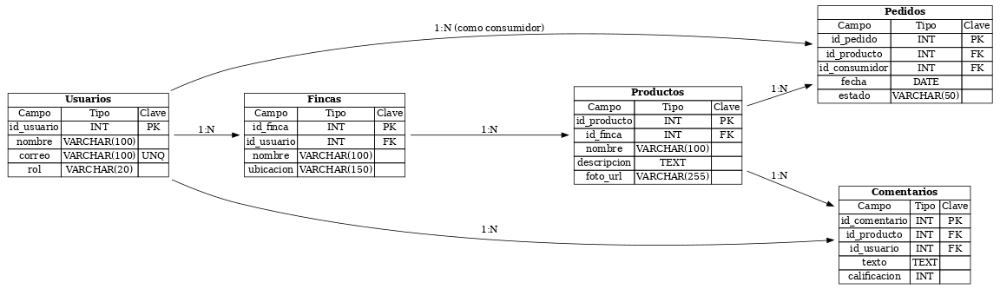 Usuarios
Campo Tipo Clave
id_usuario INT PK
nombre VARCHAR(100)
correo VARCHAR(100) UNQ
rol VARCHAR(20)
1:N (como consumidor)
1:N
1:N
Fincas
Campo Tipo Clave
id_finca INT PK
id_usuario INT FK
nombre VARCHAR(100)
ubicacion VARCHAR(150)
1:N
Productos
Campo Tipo Clave
id_producto INT PK
id_finca INT FK
nombre VARCHAR(100)
descripcion TEXT
foto_url VARCHAR(255)
1:N
1:N
Pedidos
Campo Tipo Clave
id_pedido INT PK
id_producto INT FK
id_consumidor INT FK
fecha DATE
estado VARCHAR(50)
Comentarios
Campo Tipo Clave
id_comentario INT PK
id_producto INT FK
id_usuario INT FK
texto TEXT
calificacion INT